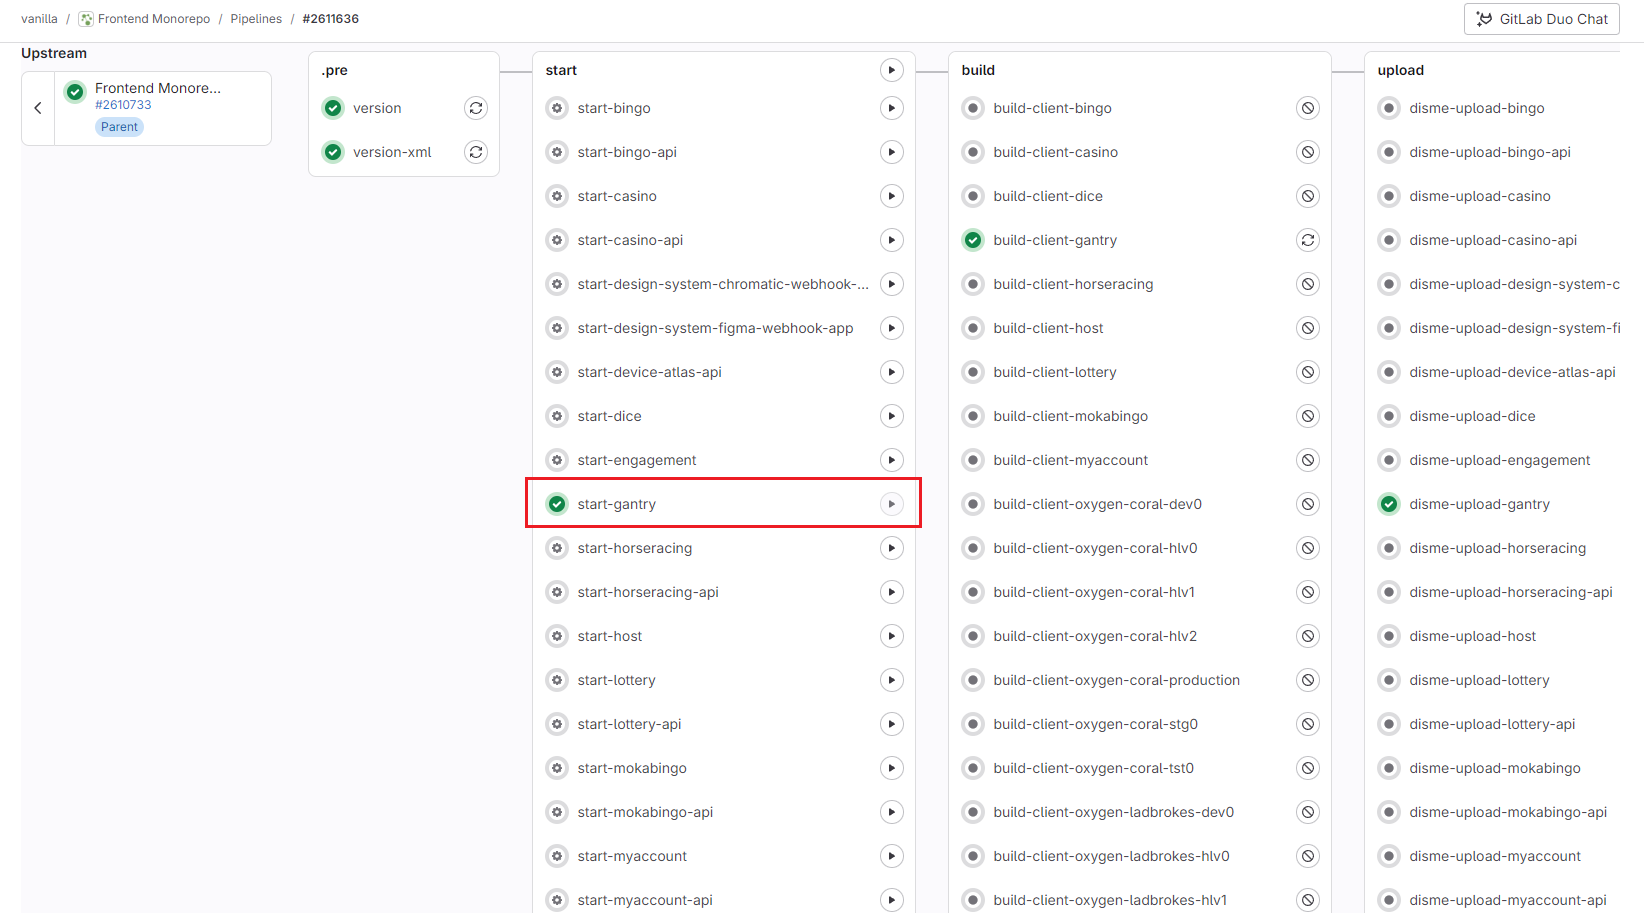 vanilla / Frontend Monorepo / Pipelines / #2611636
GitLab Duo Chat
Upstream
Frontend Monore...
#2610733
Parent
.pre
version
version-xml
start
start-bingo
start-bingo-api
start-casino
start-casino-api
start-design-system-chromatic-webhook-...
start-design-system-figma-webhook-app
start-device-atlas-api
start-dice
start-engagement
start-gantry
start-horseracing
start-horseracing-api
start-host
start-lottery
start-lottery-api
start-mokabingo
start-mokabingo-api
start-myaccount
start-myaccount-api
build
build-client-bingo
build-client-casino
build-client-dice
build-client-gantry
build-client-horseracing
build-client-host
build-client-lottery
build-client-mokabingo
build-client-myaccount
build-client-oxygen-coral-dev0
build-client-oxygen-coral-hlv0
build-client-oxygen-coral-hlv1
build-client-oxygen-coral-hlv2
build-client-oxygen-coral-production
build-client-oxygen-coral-stg0
build-client-oxygen-coral-tst0
build-client-oxygen-ladbrokes-dev0
build-client-oxygen-ladbrokes-hlv0
build-client-oxygen-ladbrokes-hlv1
upload
disme-upload-bingo
disme-upload-bingo-api
disme-upload-casino
disme-upload-casino-api
disme-upload-design-system-c
disme-upload-design-system-fi
disme-upload-device-atlas-api
disme-upload-dice
disme-upload-engagement
disme-upload-gantry
disme-upload-horseracing
disme-upload-horseracing-api
disme-upload-host
disme-upload-lottery
disme-upload-lottery-api
disme-upload-mokabingo
disme-upload-mokabingo-api
disme-upload-myaccount
disme-upload-myaccount-api